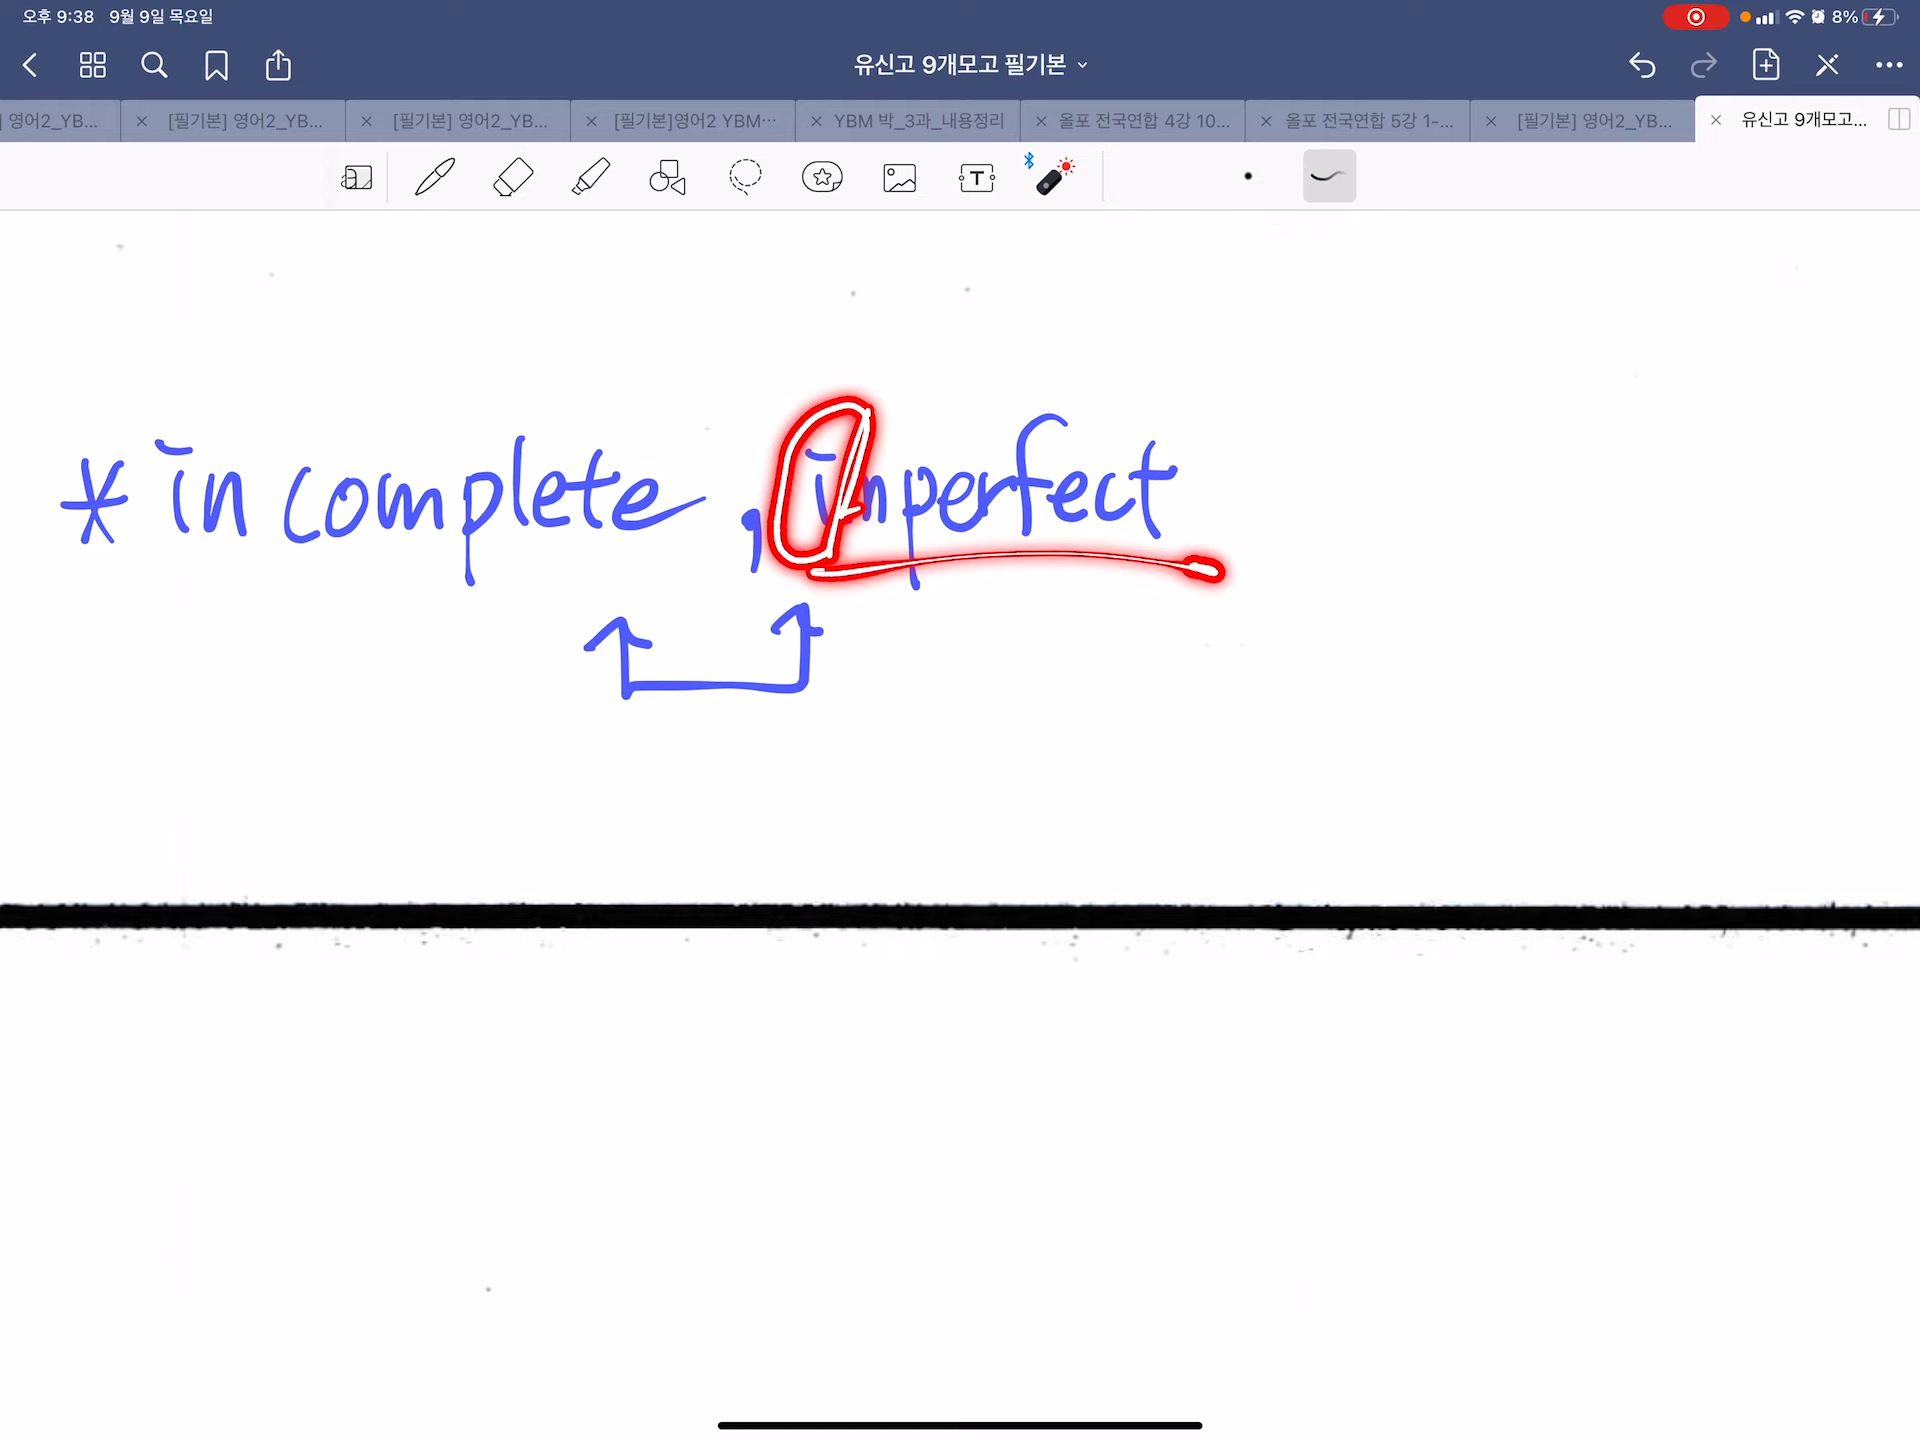 오후 9:38 9월 9일 목요일
8%
유신고 9개모고 필기본
영어2_YB...
[필기본] 영어2_YB...
[필기본] 영어2_YB...
[필기본]영어2 YBM...
YBM 박_3과_내용정리
올포 전국연합 4강 10...
올포 전국연합 5강 1-...
[필기본] 영어2_YB...
유신고 9개모고...
* incomplete, inperfect